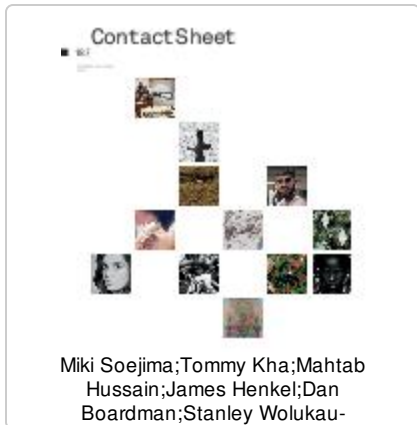 ContactSheet
Miki Soejima;Tommy Kha;Mahtab
Hussain;James Henkel;Dan
Boardman;Stanley Wolukau-